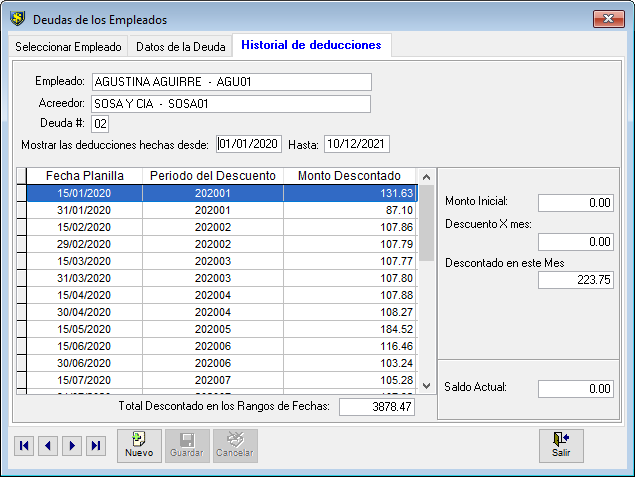 Deudas de los Empleados
Seleccionar Empleado Datos de la Deuda Historial de deducciones
Empleado: AGUSTINA AGUIRRE - AGU01
Acreedor: SOSA Y CIA - SOSA01
Deuda #: 02
Mostrar las deducciones hechas desde: 01/01/2020 Hasta: 10/12/2021
Fecha Planilla Periodo del Descuento Monto Descontado
15/01/2020 202001 131.63
31/01/2020 202001 87.10
15/02/2020 202002 107.86
29/02/2020 202002 107.79
15/03/2020 202003 107.77
31/03/2020 202003 107.80
15/04/2020 202004 107.88
30/04/2020 202004 108.27
15/05/2020 202005 184.52
15/06/2020 202006 116.46
30/06/2020 202006 103.24
15/07/2020 202007 105.28
Monto Inicial: 0.00
Descuento X mes:
0.00
Descontado en este Mes
223.75
Saldo Actual: 0.00
Total Descontado en los Rangos de Fechas: 3878.47
Nuevo Guardar Cancelar Salir